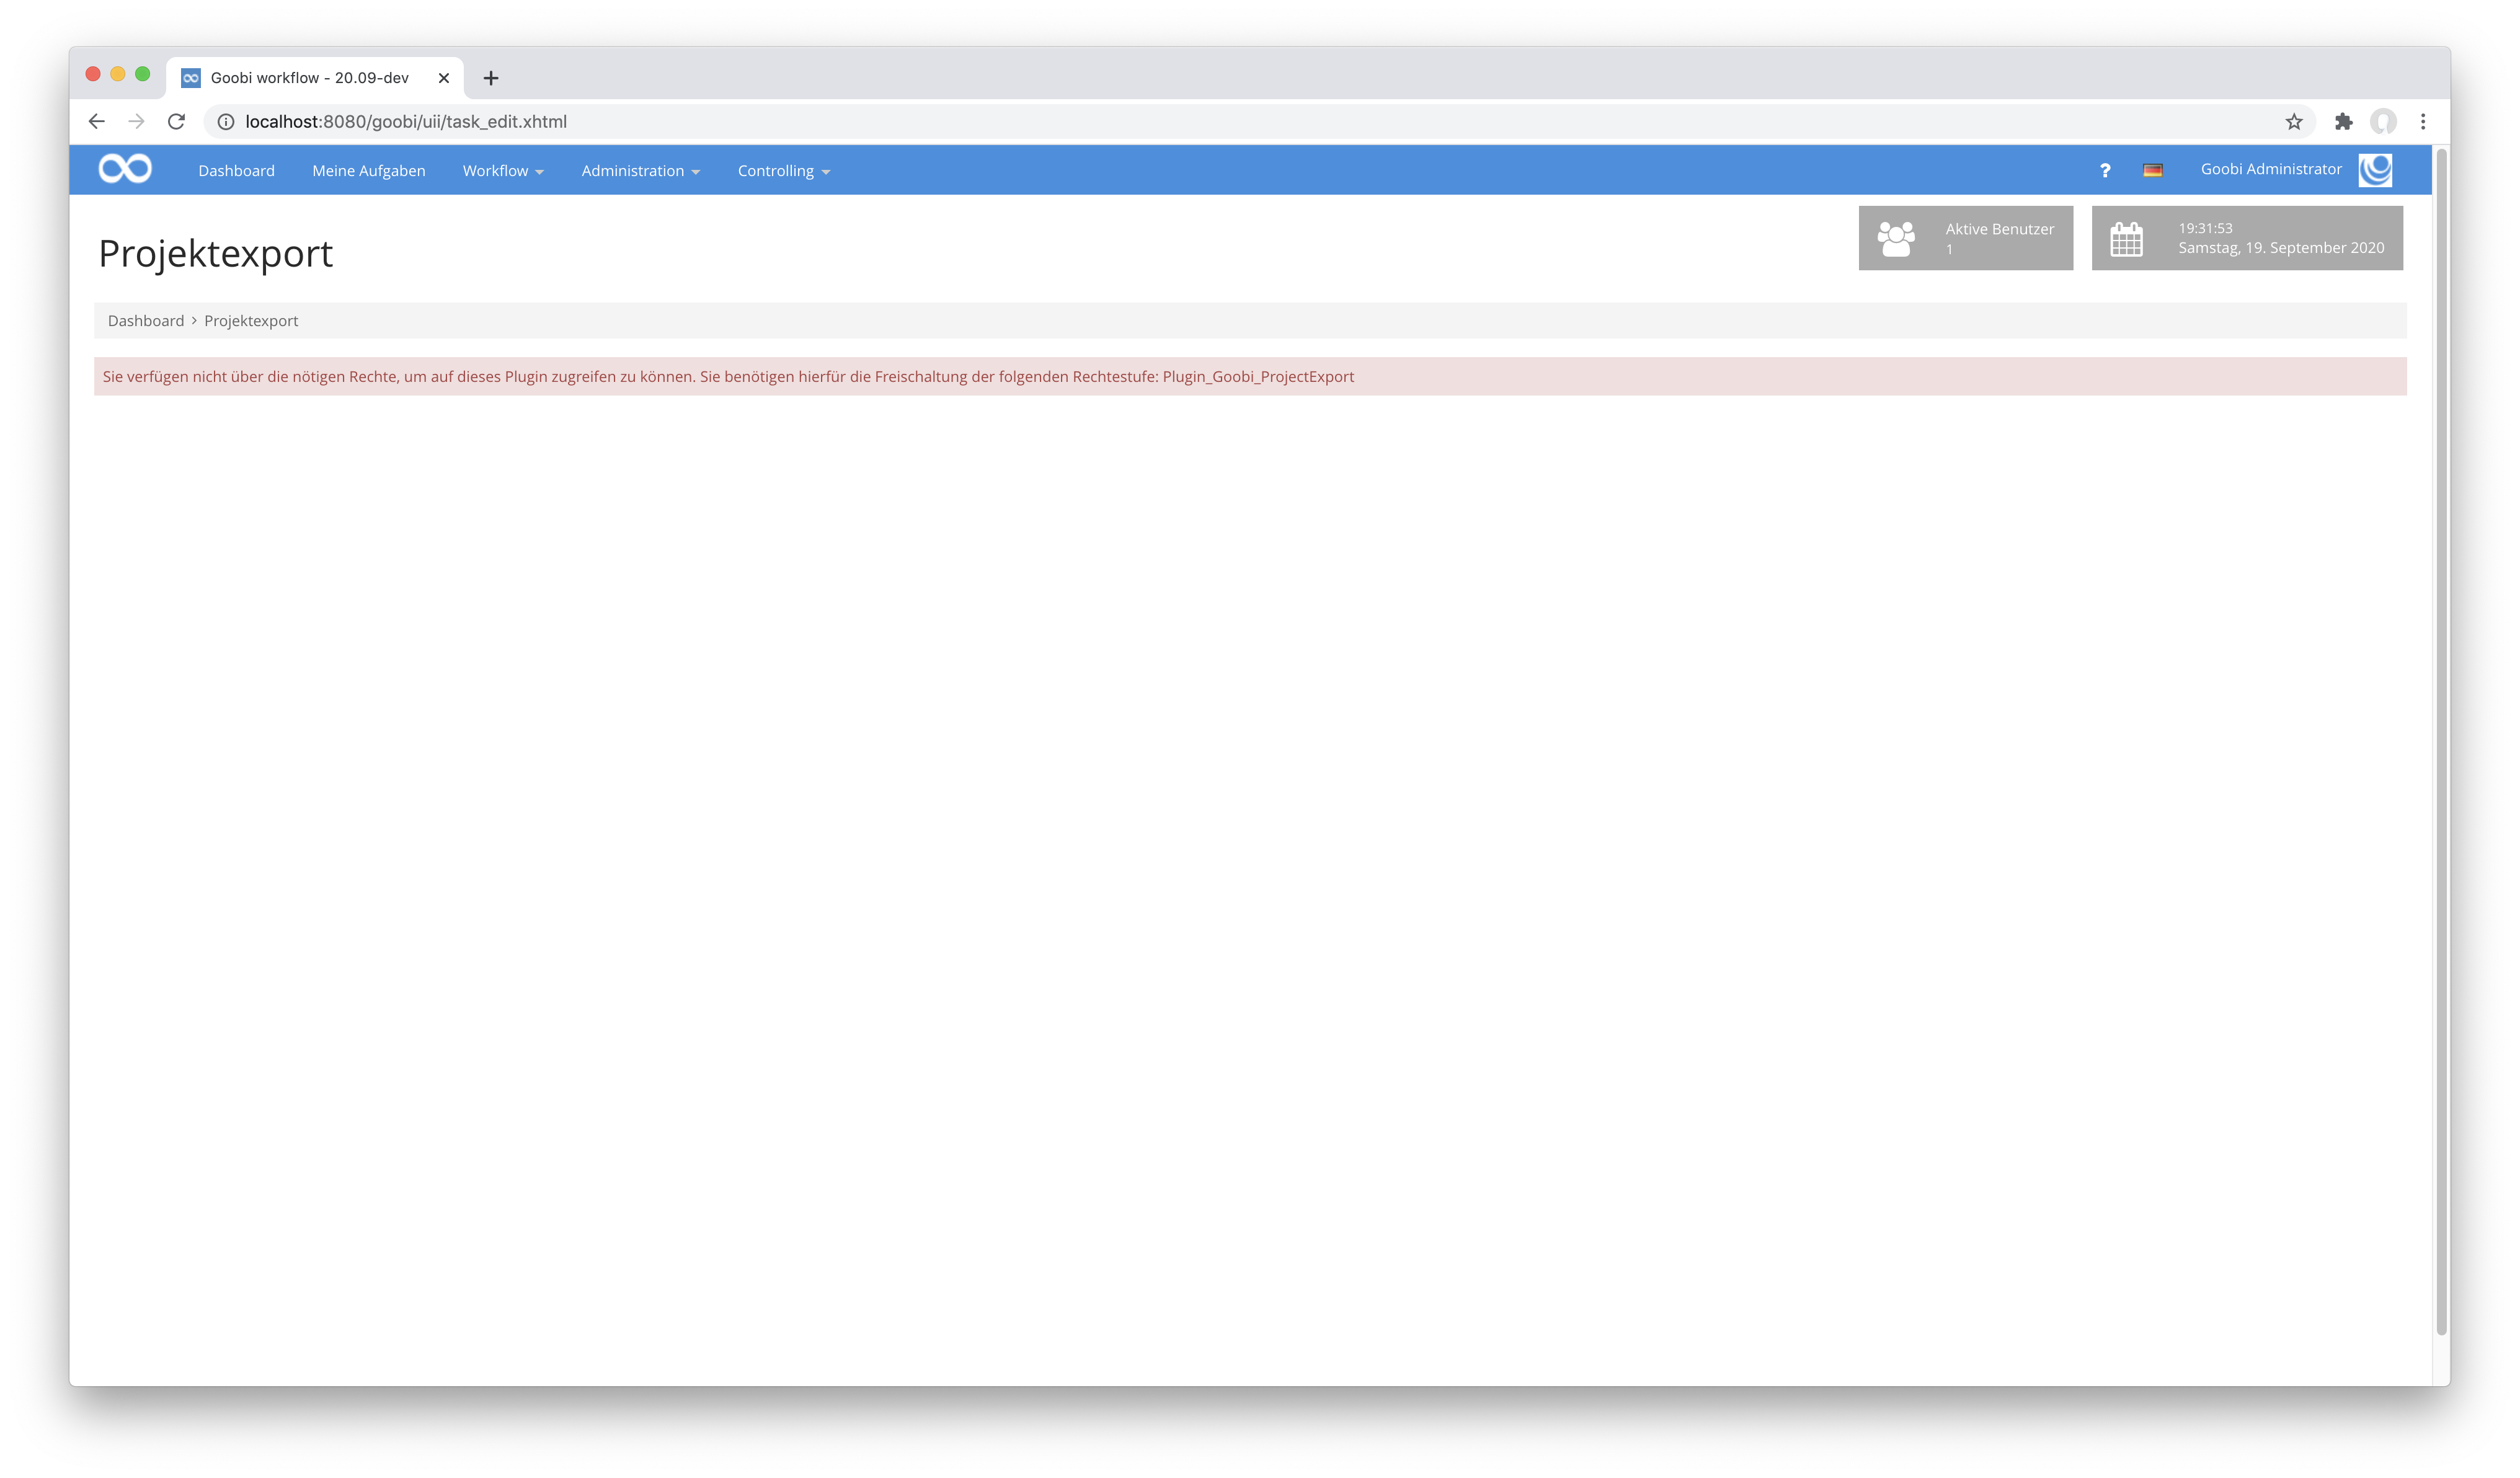 Goobi workflow - 20.09-dev
localhost:8080/goobi/uii/task_edit.xhtml
Dashboard Meine Aufgaben Workflow Administration Controlling ? Goobi Administrator
Projektexport
Aktive Benutzer
1
19:31:53
Samstag, 19. September 2020
Dashboard > Projektexport
Sie verfügen nicht über die nötigen Rechte, um auf dieses Plugin zugreifen zu können. Sie benötigen hierfür die Freischaltung der folgenden Rechtestufe: Plugin_Goobi_ProjectExport